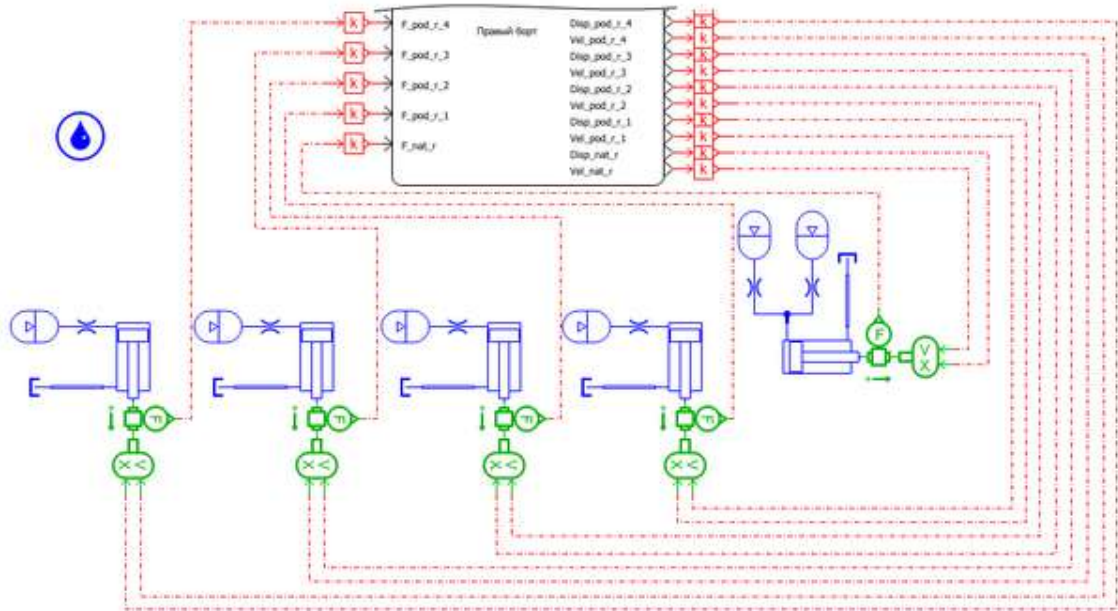 k
F_pod_r_4
Правый борт
Disp_pod_r_4
k
Vel_pod_r_4
k
k
F_pod_r_3
Disp_pod_r_3
k
Vel_pod_r_3
k
k
F_pod_r_2
Disp_pod_r_2
k
Vel_pod_r_2
k
k
F_pod_r_1
Disp_pod_r_1
k
Vel_pod_r_1
k
k
F_nat_r
Disp_nat_r
k
Vel_nat_r
k
F
V
X
F
F
F
F
X V
X V
X V
X V